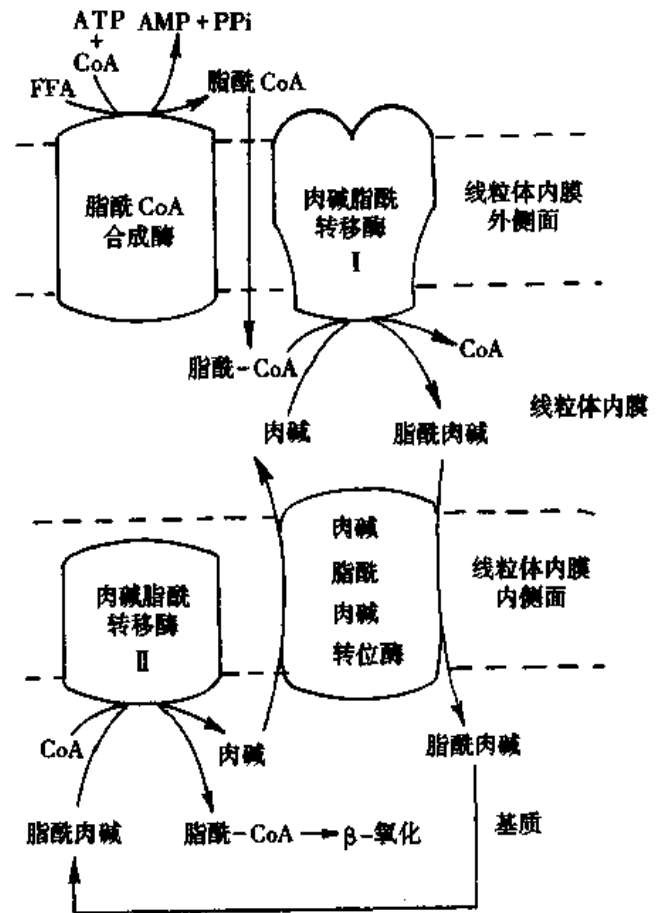 ATP AMP + PPi
+
CoA
FFA
脂酰 CoA
脂酰 CoA
合成酶
肉碱脂酰
转移酶
Ⅰ
线粒体内膜
外侧面
脂酰-CoA
CoA
肉碱
脂酰肉碱
线粒体内膜
肉碱
脂酰
肉碱
转位酶
线粒体内膜
内侧面
肉碱脂酰
转移酶
Ⅱ
CoA
肉碱
脂酰肉碱
脂酰肉碱
脂酰-CoA
β-氧化
基质